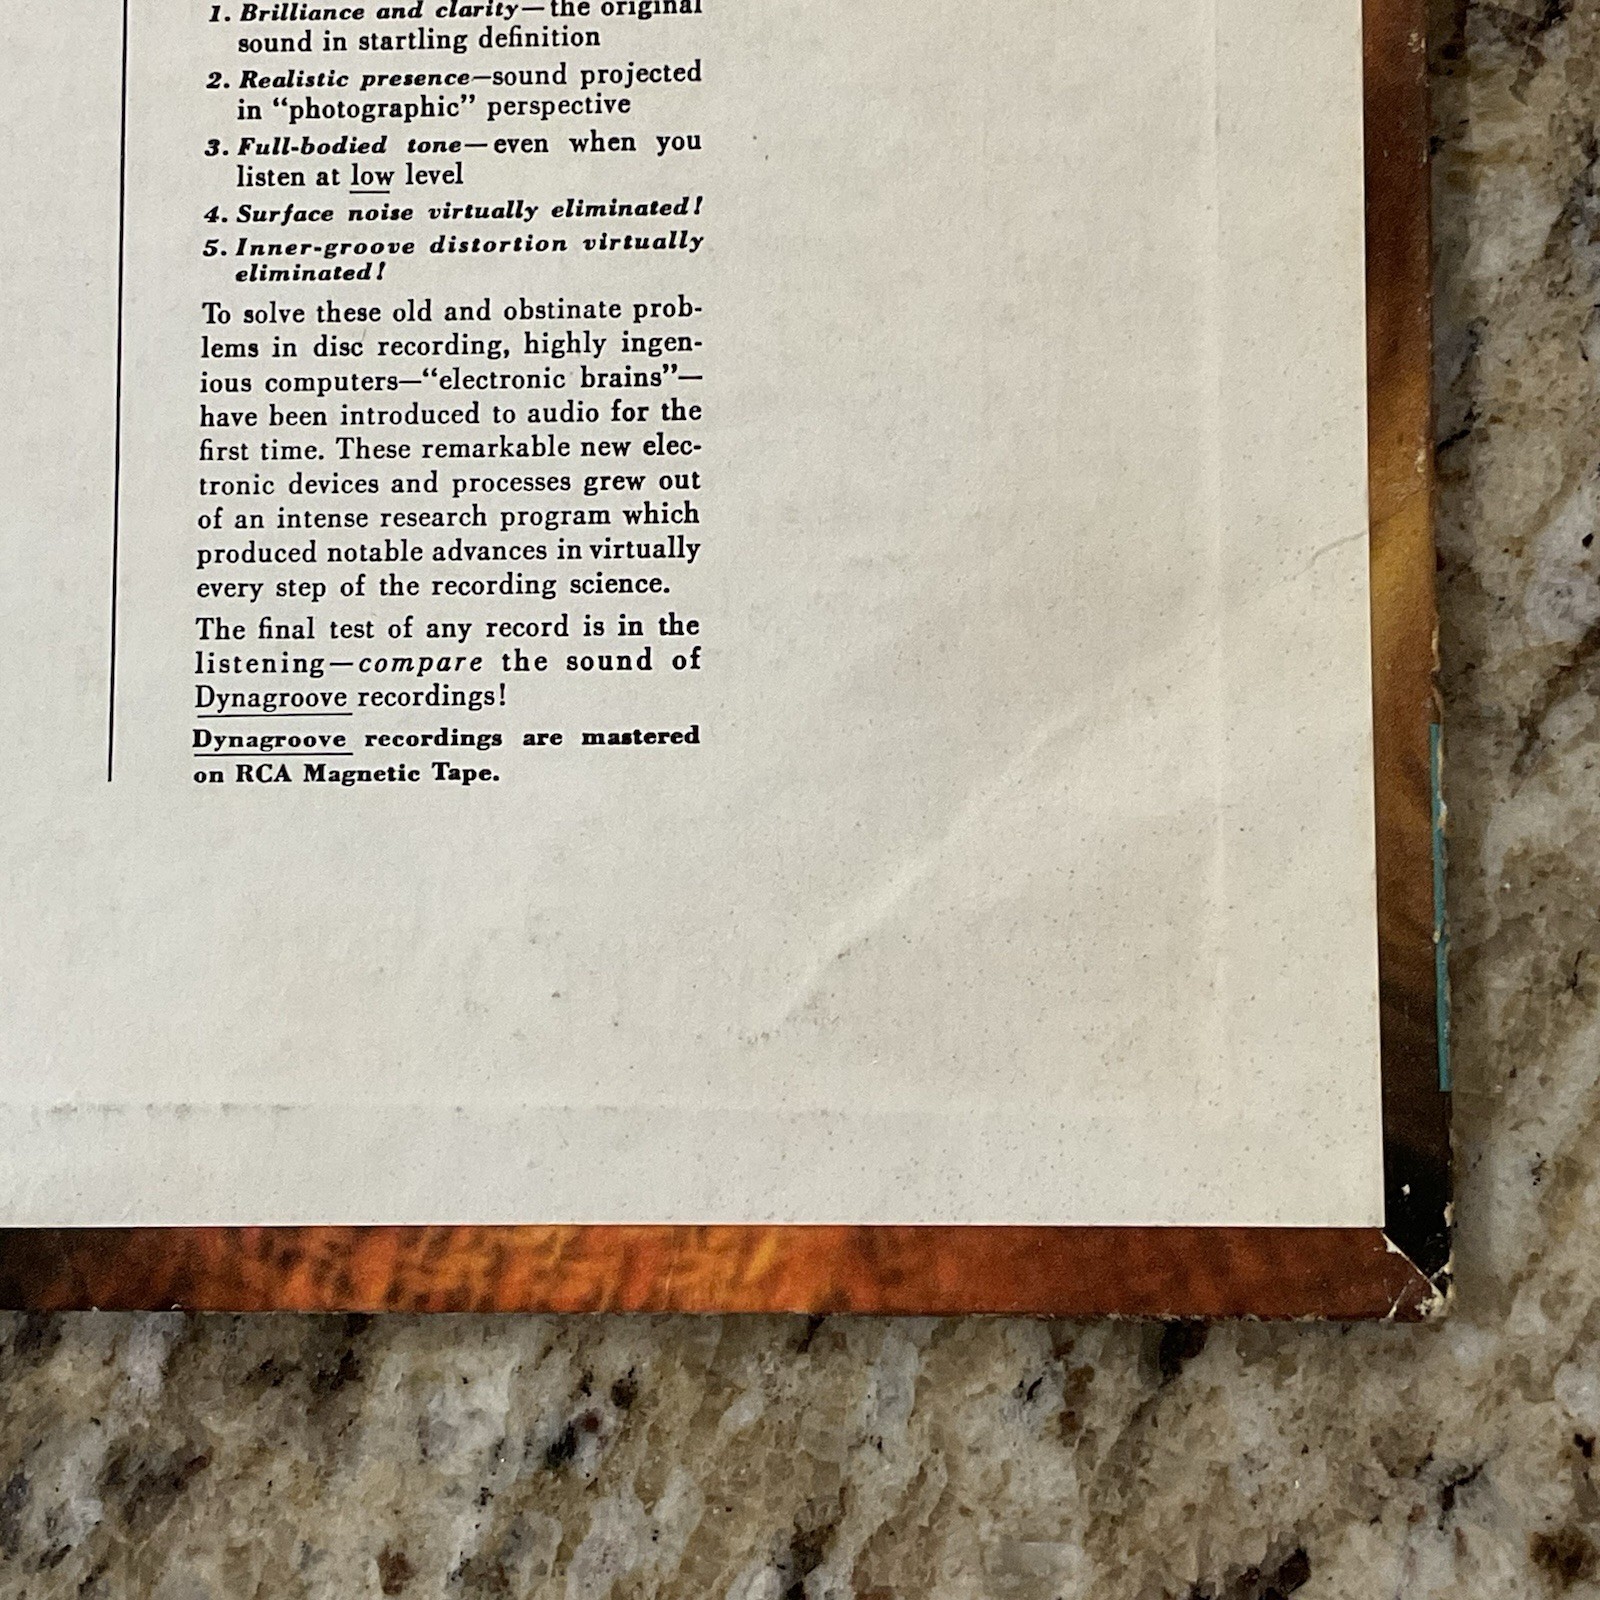 1. Brilliance and clarity—the original
sound in startling definition
2. Realistic presence—sound projected
in “photographic” perspective
3. Full-bodied tone—even when you
listen at low level
4. Surface noise virtually eliminated!
5. Inner-groove distortion virtually
eliminated!
To solve these old and obstinate prob-
lems in disc recording, highly ingen-
ious computers—“electronic brains”—
have been introduced to audio for the
first time. These remarkable new elec-
tronic devices and processes grew out
of an intense research program which
produced notable advances in virtually
every step of the recording science.
The final test of any record is in the
listening—compare the sound of
Dynagroove recordings!
Dynagroove recordings are mastered
on RCA Magnetic Tape.